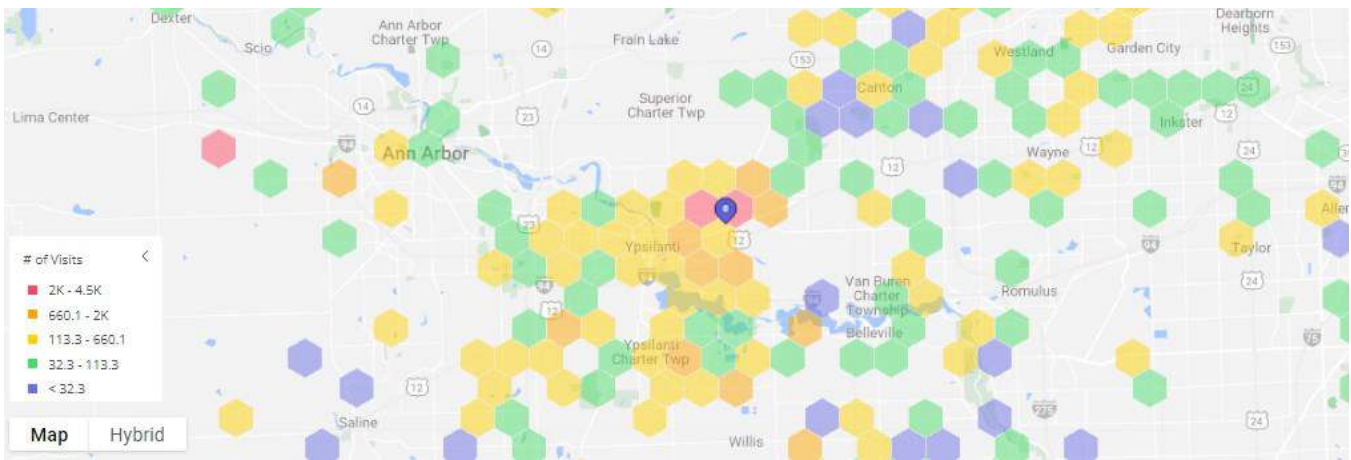 Dexter
Ann Arbor
Charter Twp
Scio
14
Frain Lake
153
Westland
Garden City
Dearborn
Heights
153
Canton
24
14
23
Superior
Charter Twp
12
Inkster
Lima Center
94
Ann Arbor
12
Wayne
12
24
12
94
23
Ypsilanti
12
94
Taylor
94
94
Van Buren
Charter
Township
Romulus
24
12
Belleville
Ypsilanti
Charter Twp
75
12
275
24
Saline
Willis
# of Visits
2K - 4.5K
660.1 - 2K
113.3 - 660.1
32.3 - 113.3
< 32.3
Map Hybrid